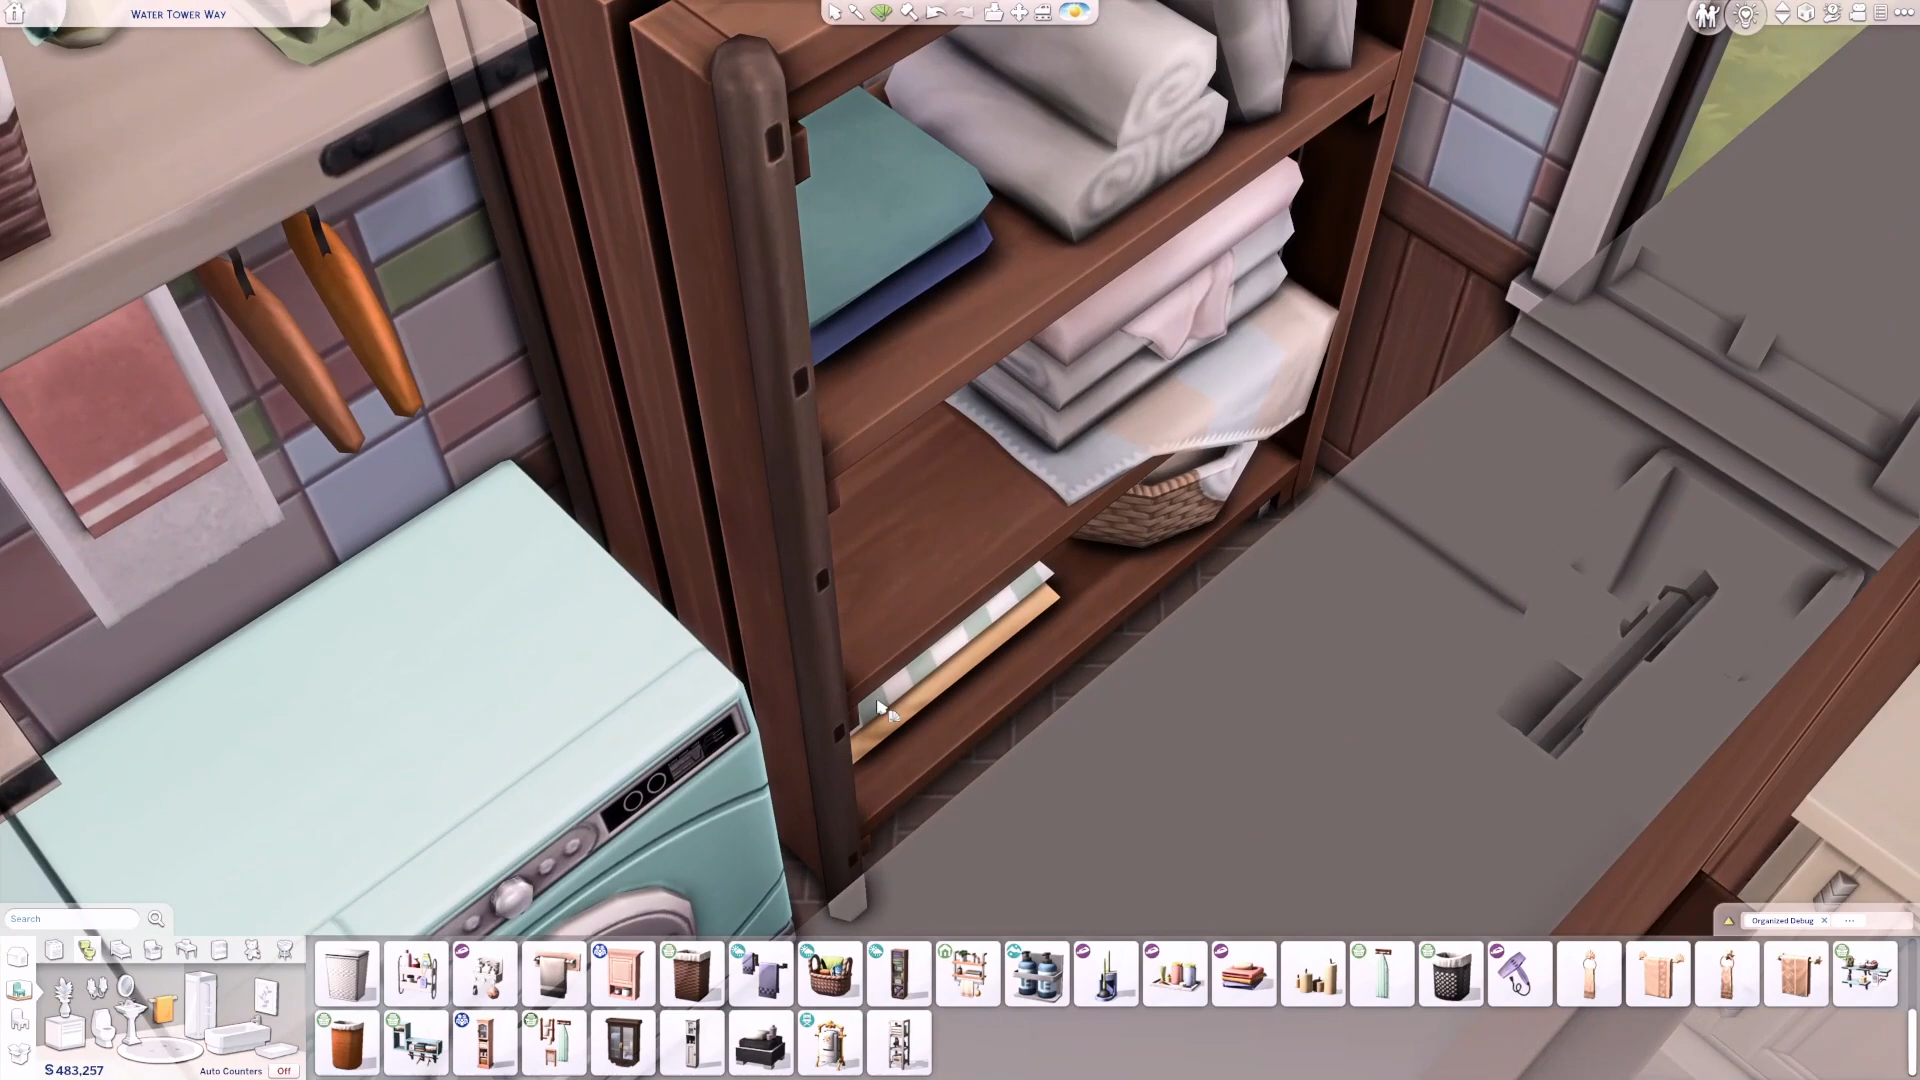 WATER TOWER WAY
Search
Organized Debug
§483,257
Auto Counters
Off